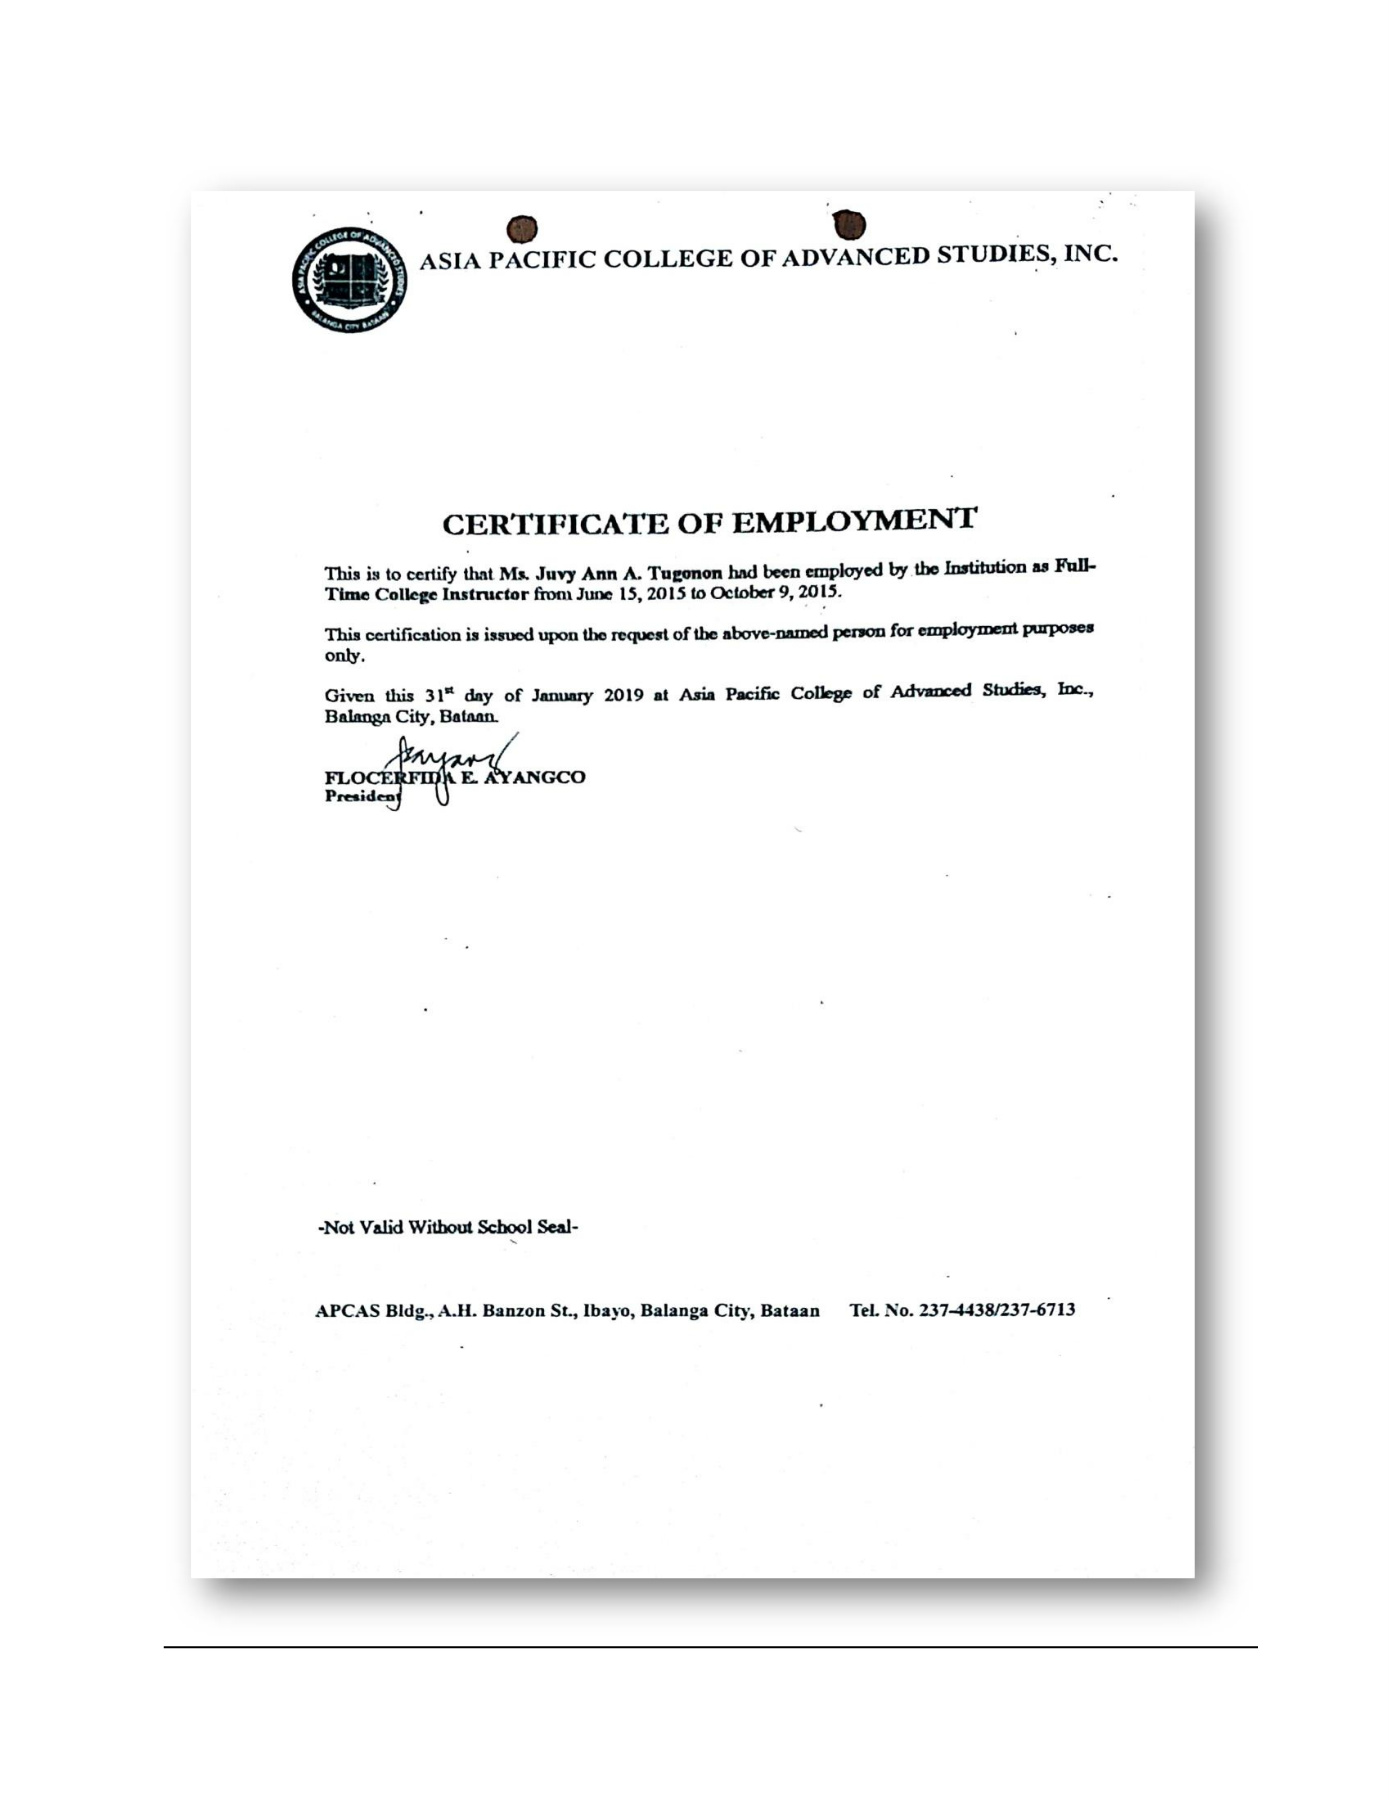 ASIA PACIFIC COLLEGE OF ADVANCED STUDIES
BALANGA CITY BATAAN
ASIA PACIFIC COLLEGE OF ADVANCED STUDIES, INC.
CERTIFICATE OF EMPLOYMENT
This is to certify that Ms. Juvy Ann A. Tugonon had been employed by the Institution as Full-
Time College Instructor from June 15, 2015 to October 9, 2015.
This certification is issued upon the request of the above-named person for employment purposes
only.
Given this 31st day of January 2019 at Asia Pacific College of Advanced Studies, Inc.,
Balanga City, Bataan.
FLOCERFIDA E. AYANGCO
President
-Not Valid Without School Seal-
APCAS Bldg., A.H. Banzon St., Ibayo, Balanga City, Bataan Tel. No. 237-4438/237-6713